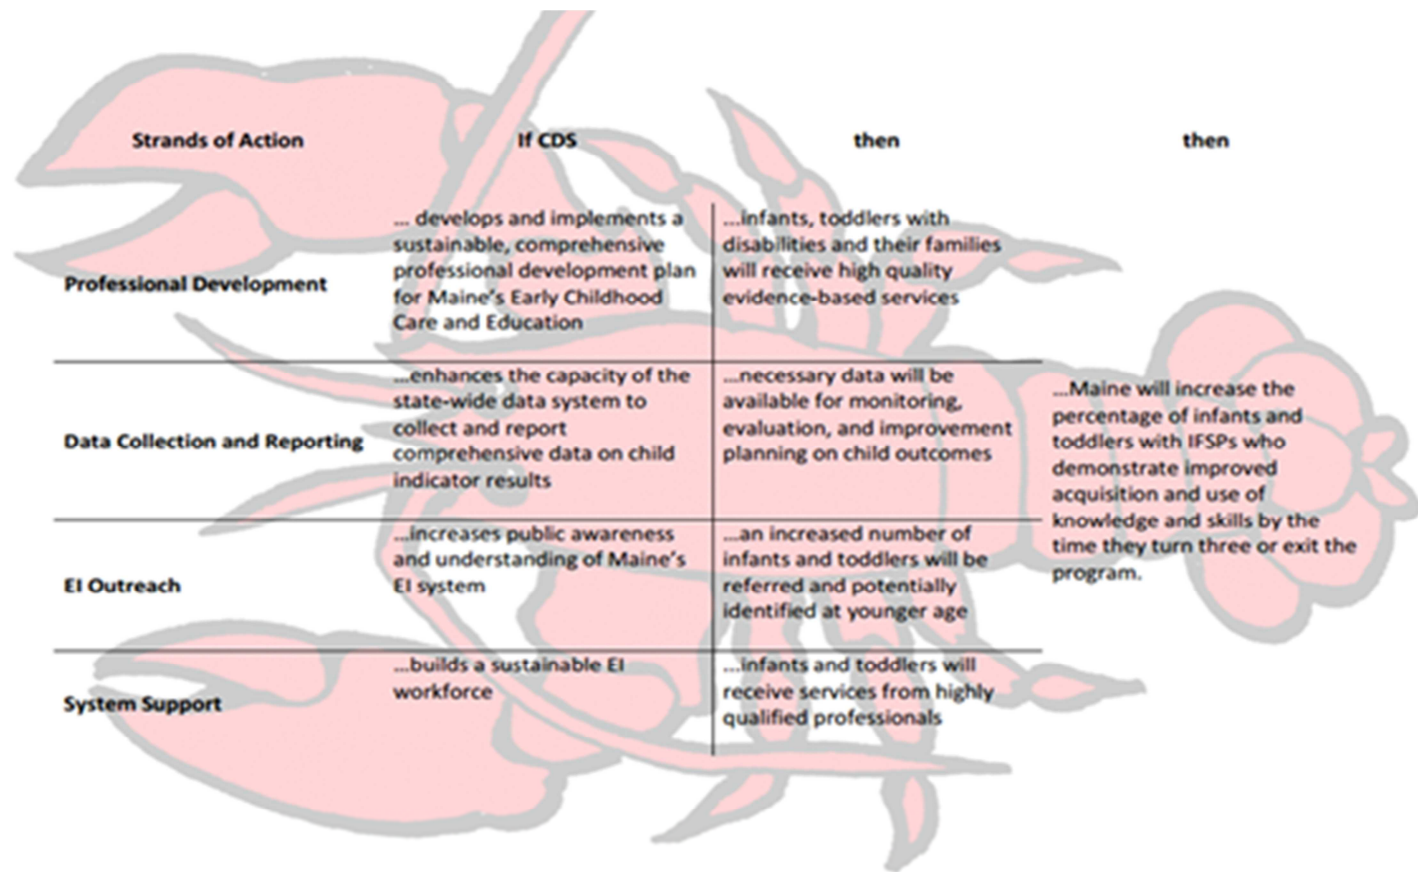 Strands of Action
If CDS
then
then
Professional Development
... develops and implements a
sustainable, comprehensive
professional development plan
for Maine's Early Childhood
Care and Education
...infants, toddlers with
disabilities and their families
will receive high quality
evidence-based services
Data Collection and Reporting
...enhances the capacity of the
state-wide data system to
collect and report
comprehensive data on child
indicator results
...necessary data will be
available for monitoring,
evaluation, and improvement
planning on child outcomes
EI Outreach
...increases public awareness
and understanding of Maine's
EI system
...an increased number of
infants and toddlers will be
referred and potentially
identified at younger age
System Support
...builds a sustainable EI
workforce
...infants and toddlers will
receive services from highly
qualified professionals
...Maine will increase the
percentage of infants and
toddlers with IFSPs who
demonstrate improved
acquisition and use of
knowledge and skills by the
time they turn three or exit the
program.